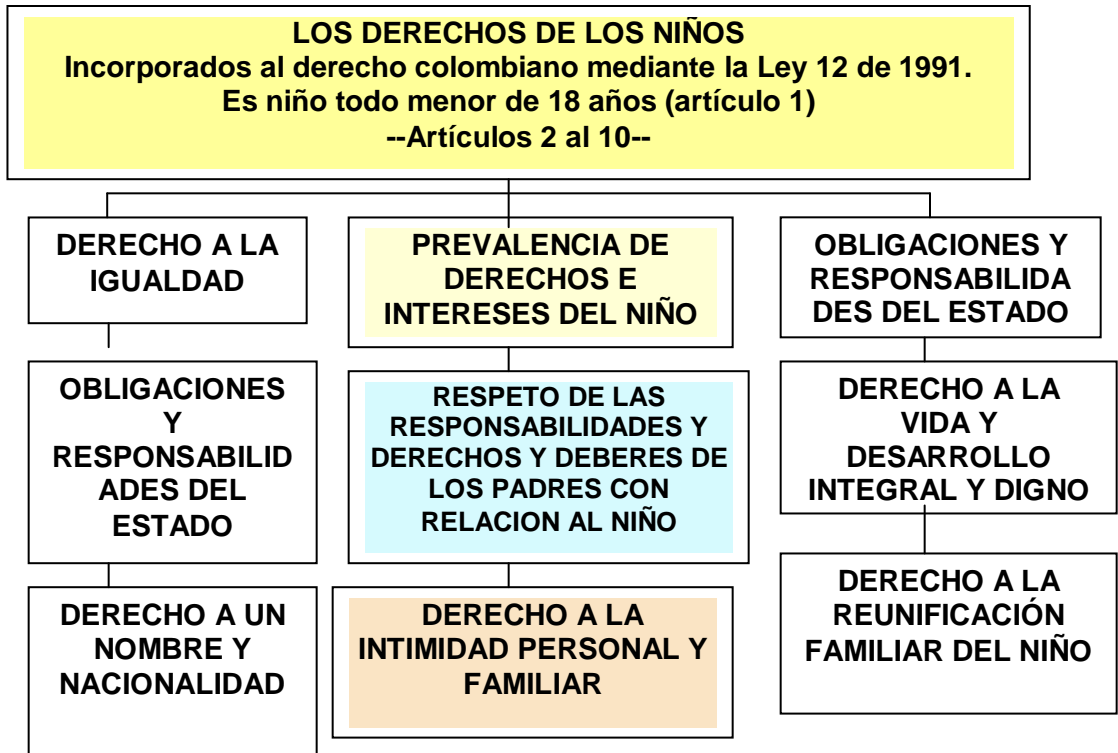 LOS DERECHOS DE LOS NIÑOS
Incorporados al derecho colombiano mediante la Ley 12 de 1991.
Es niño todo menor de 18 años (artículo 1)
--Artículos 2 al 10--
DERECHO A LA
IGUALDAD
PREVALENCIA DE
DERECHOS E
INTERESES DEL NIÑO
OBLIGACIONES Y
RESPONSABILIDA
DES DEL ESTADO
OBLIGACIONES
Y
RESPONSABILID
ADES DEL
ESTADO
RESPETO DE LAS
RESPONSABILIDADES Y
DERECHOS Y DEBERES DE
LOS PADRES CON
RELACION AL NIÑO
DERECHO A LA
VIDA Y
DESARROLLO
INTEGRAL Y DIGNO
DERECHO A UN
NOMBRE Y
NACIONALIDAD
DERECHO A LA
INTIMIDAD PERSONAL Y
FAMILIAR
DERECHO A LA
REUNIFICACIÓN
FAMILIAR DEL NIÑO